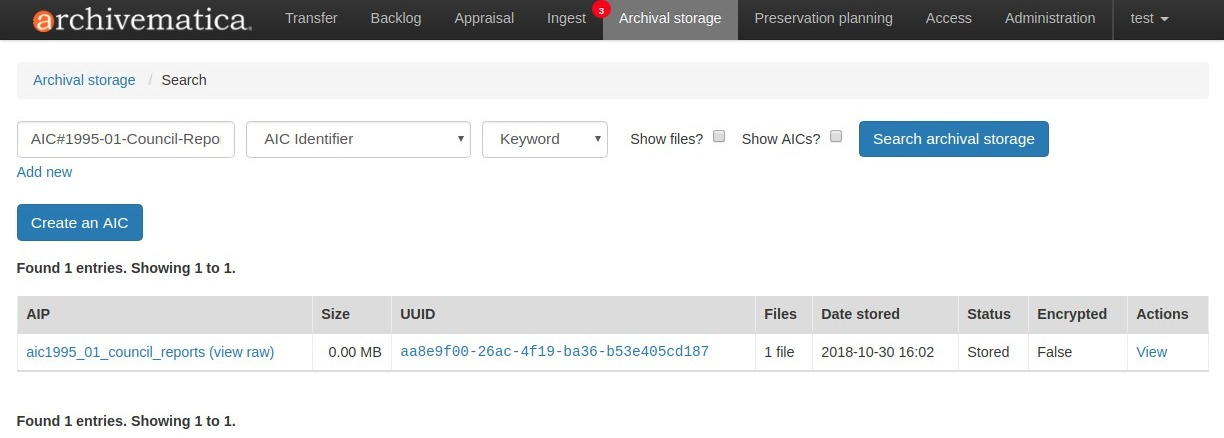 archivematica. Transfer Backlog Appraisal Ingest 3 Archival storage Preservation planning Access Administration test
Archival storage / Search
AIC#1995-01-Council-Repo AIC Identifier Keyword Show files? Show AICs? Search archival storage
Add new
Create an AIC
Found 1 entries. Showing 1 to 1.
AIP Size UUID Files Date stored Status Encrypted Actions
aic1995_01_council_reports (view raw) 0.00 MB aa8e9f00-26ac-4f19-ba36-b53e405cd187 1 file 2018-10-30 16:02 Stored False View
Found 1 entries. Showing 1 to 1.